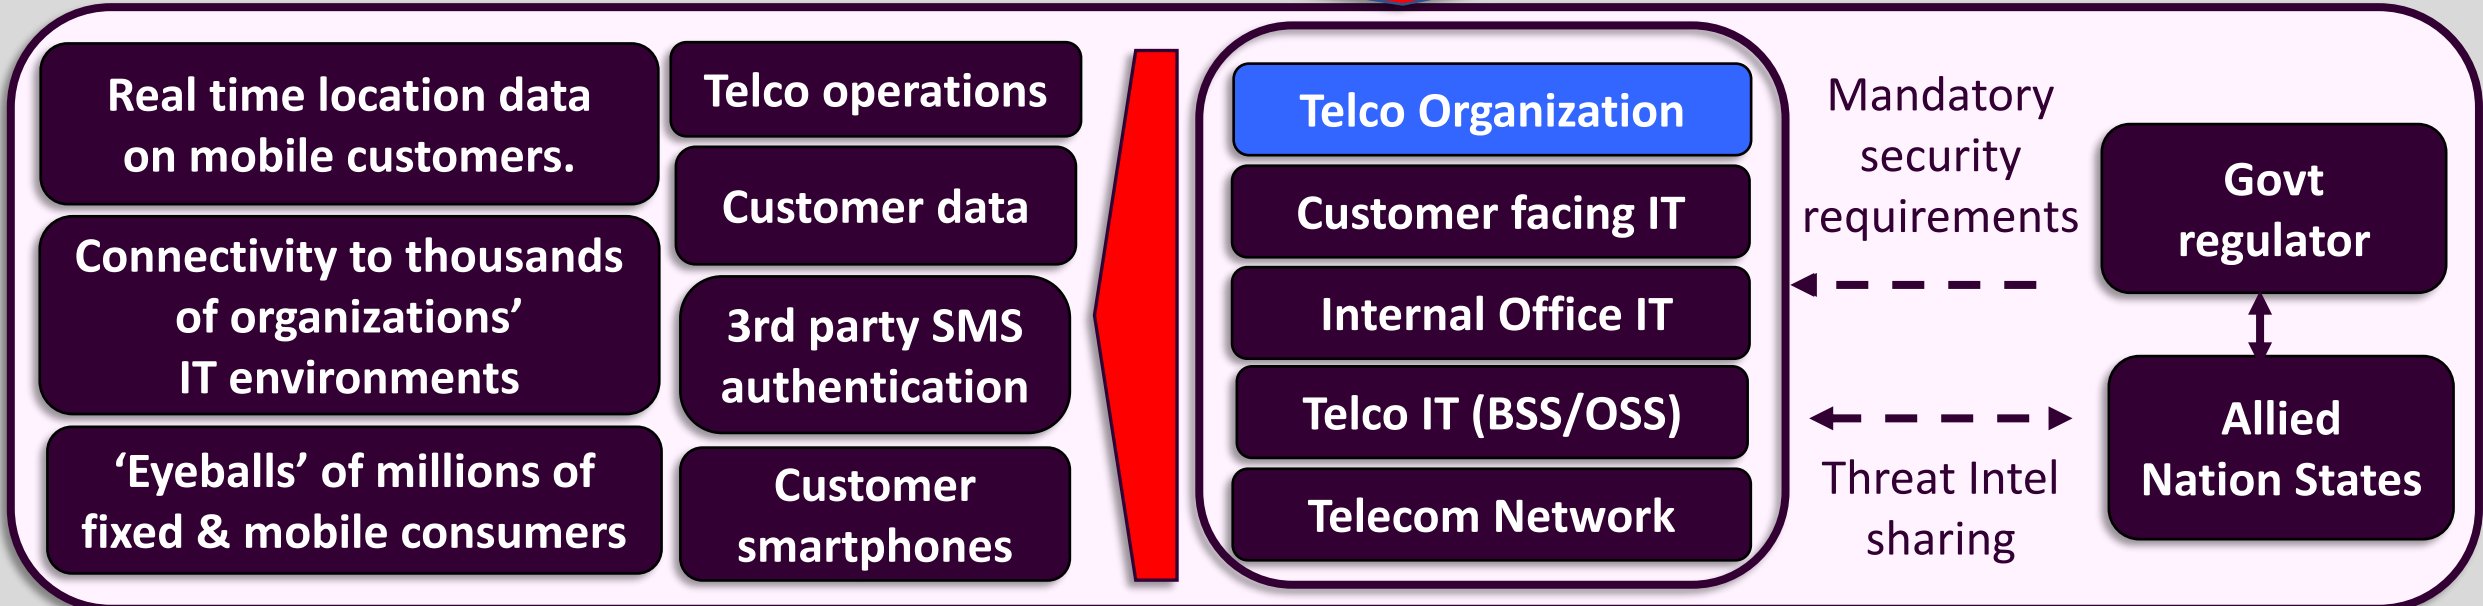 Real time location data
on mobile customers.
Connectivity to thousands
of organizations’
IT environments
‘Eyeballs’ of millions of
fixed & mobile consumers
Telco operations
Customer data
3rd party SMS
authentication
Customer
smartphones
Telco Organization
Customer facing IT
Internal Office IT
Telco IT (BSS/OSS)
Telecom Network
Mandatory
security
requirements
Threat Intel
sharing
Govt
regulator
Allied
Nation States